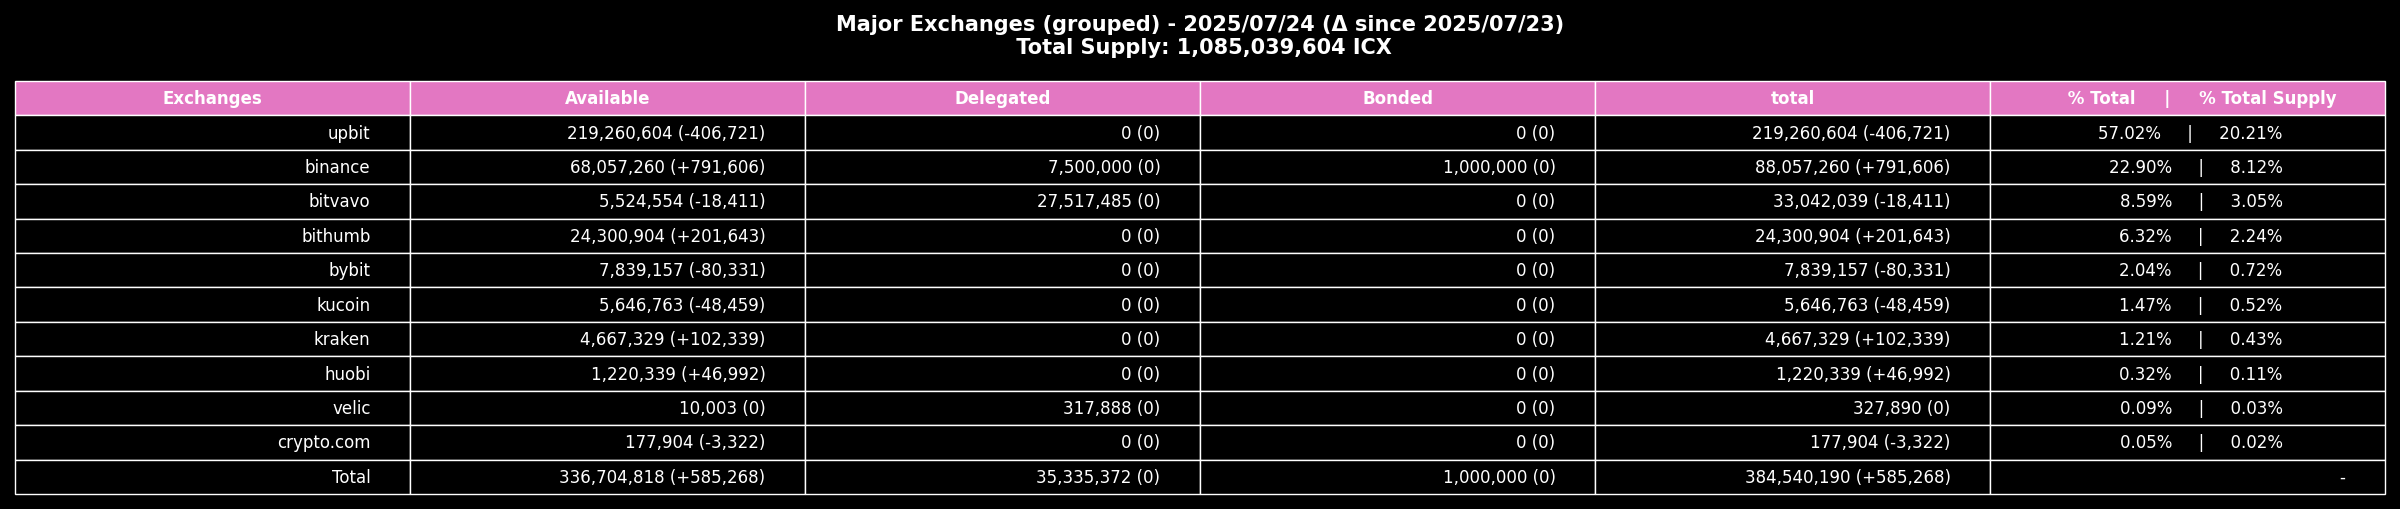 Major Exchanges (grouped) - 2025/07/24 (Δ since 2025/07/23)
Total Supply: 1,085,039,604 ICX
Exchanges Available Delegated Bonded total % Total | % Total Supply
upbit 219,260,604 (-406,721) 0 (0) 0 (0) 219,260,604 (-406,721) 57.02% | 20.21%
binance 68,057,260 (+791,606) 7,500,000 (0) 1,000,000 (0) 88,057,260 (+791,606) 22.90% | 8.12%
bitvavo 5,524,554 (-18,411) 27,517,485 (0) 0 (0) 33,042,039 (-18,411) 8.59% | 3.05%
bithumb 24,300,904 (+201,643) 0 (0) 0 (0) 24,300,904 (+201,643) 6.32% | 2.24%
bybit 7,839,157 (-80,331) 0 (0) 0 (0) 7,839,157 (-80,331) 2.04% | 0.72%
kucoin 5,646,763 (-48,459) 0 (0) 0 (0) 5,646,763 (-48,459) 1.47% | 0.52%
kraken 4,667,329 (+102,339) 0 (0) 0 (0) 4,667,329 (+102,339) 1.21% | 0.43%
huobi 1,220,339 (+46,992) 0 (0) 0 (0) 1,220,339 (+46,992) 0.32% | 0.11%
velic 10,003 (0) 317,888 (0) 0 (0) 327,890 (0) 0.09% | 0.03%
crypto.com 177,904 (-3,322) 0 (0) 0 (0) 177,904 (-3,322) 0.05% | 0.02%
Total 336,704,818 (+585,268) 35,335,372 (0) 1,000,000 (0) 384,540,190 (+585,268) -